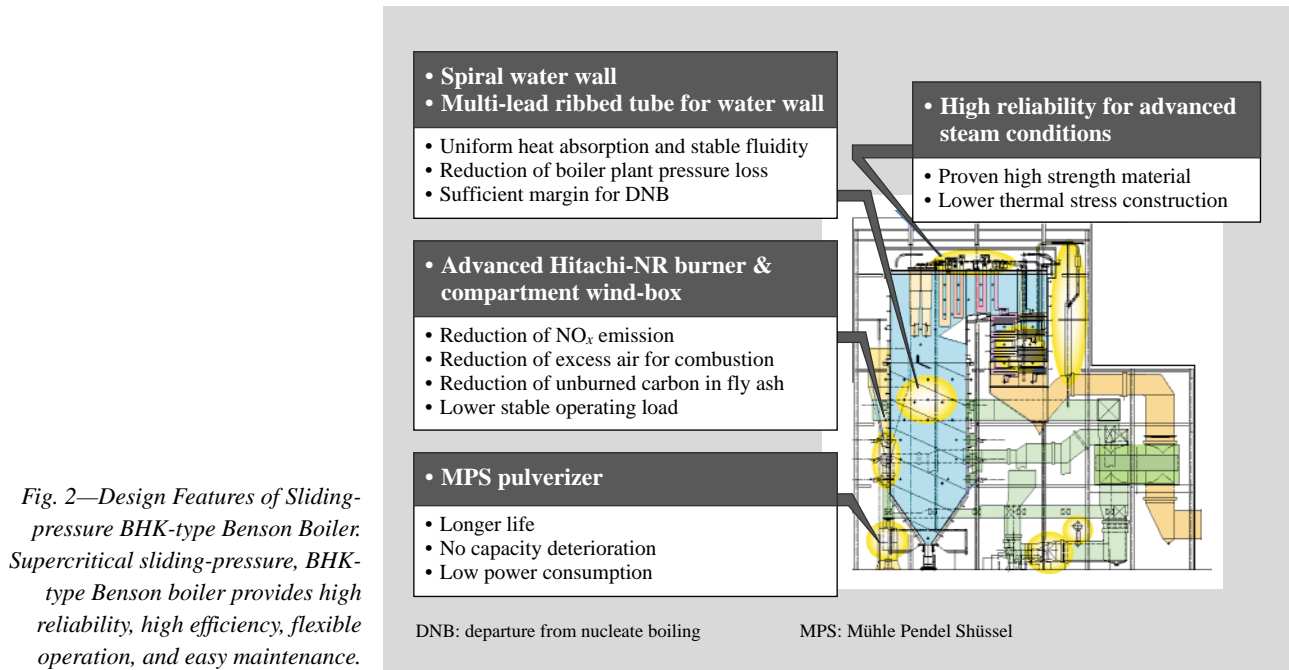 • Spiral water wall
• Multi-lead ribbed tube for water wall
• Uniform heat absorption and stable fluidity
• Reduction of boiler plant pressure loss
• Sufficient margin for DNB
• High reliability for advanced
steam conditions
• Proven high strength material
• Lower thermal stress construction
• Advanced Hitachi-NR burner &
compartment wind-box
• Reduction of NOx emission
• Reduction of excess air for combustion
• Reduction of unburned carbon in fly ash
• Lower stable operating load
• MPS pulverizer
• Longer life
• No capacity deterioration
• Low power consumption
DNB: departure from nucleate boiling
MPS: Mühle Pendel Shüssel
Fig. 2—Design Features of Sliding-
pressure BHK-type Benson Boiler.
Supercritical sliding-pressure, BHK-
type Benson boiler provides high
reliability, high efficiency, flexible
operation, and easy maintenance.